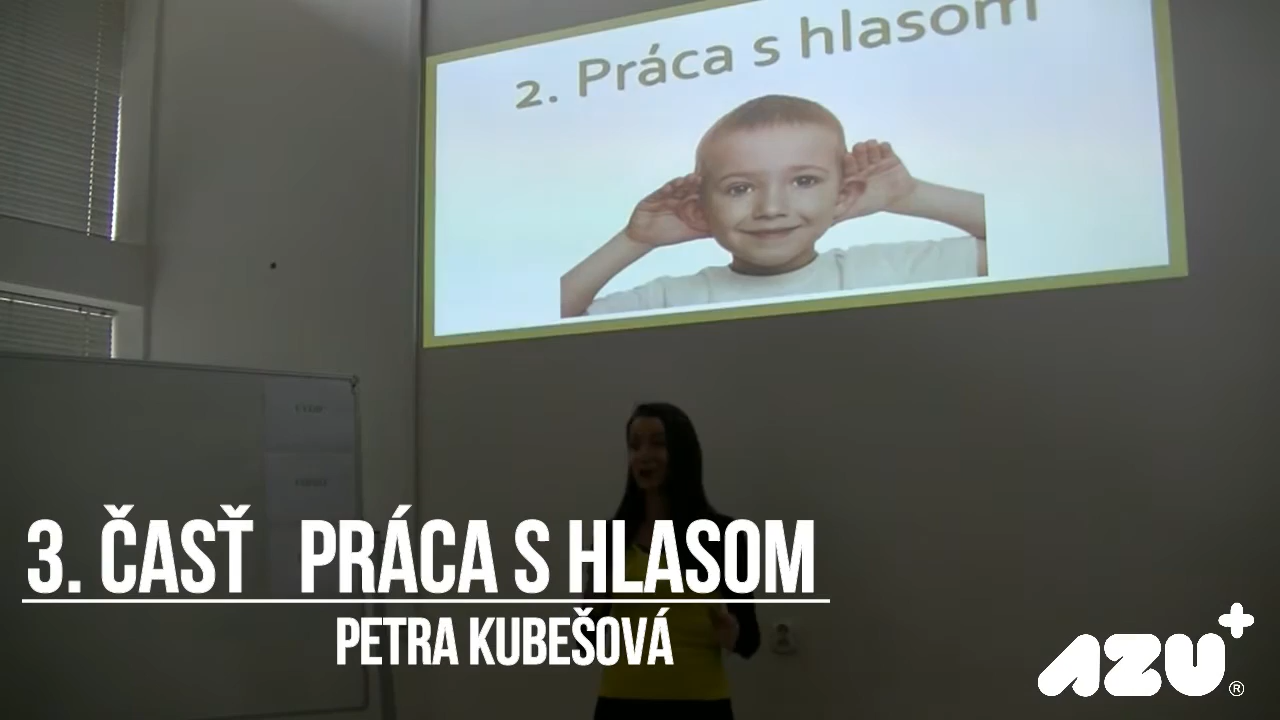 2. Práca s hlasom
3. ČASŤ PRÁCA S HLASOM
PETRA KUBEŠOVÁ
AZU+®